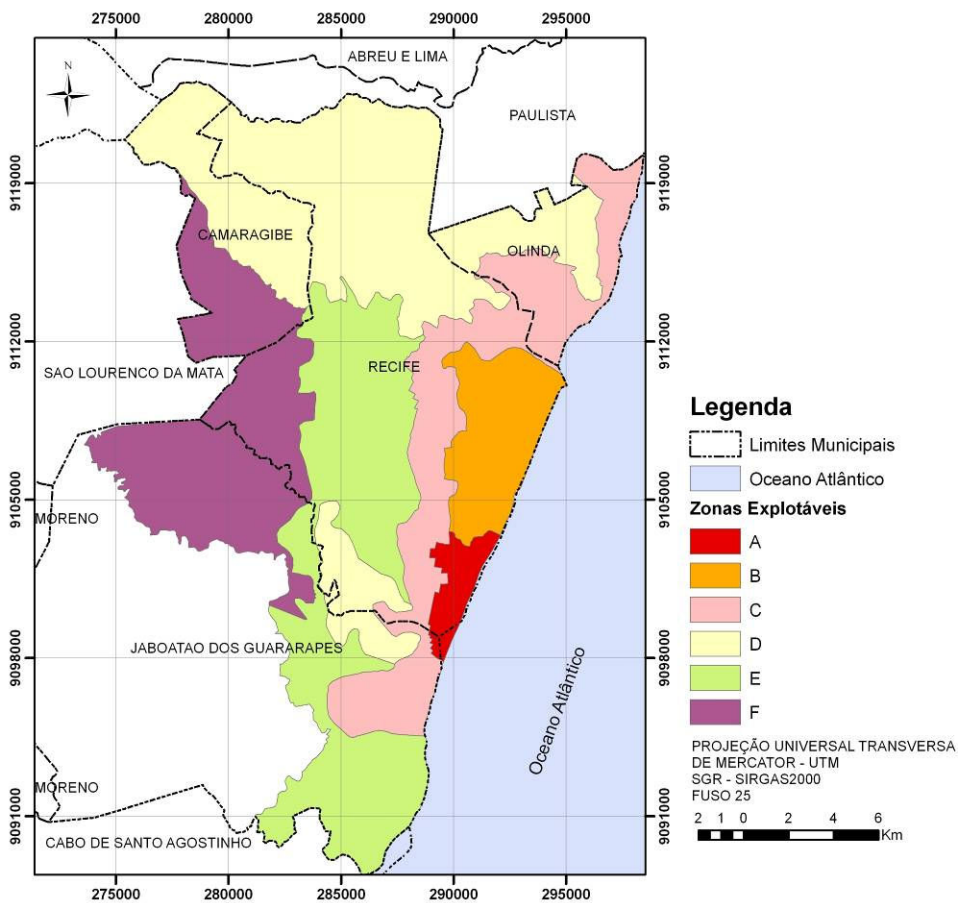 275000 280000 285000 290000 295000
N
ABREU E LIMA
PAULISTA
9119000 9119000
CAMARAGIBE
OLINDA
9112000 9112000
RECIFE
SAO LOURENCO DA MATA
9105000 9105000
MORENO
JABOATAO DOS GUARARAPES
9098000 9098000
Oceano Atlântico
MORENO
9091000 9091000
CABO DE SANTO AGOSTINHO
275000 280000 285000 290000 295000
Legenda
Limites Municipais
Oceano Atlântico
Zonas Explotáveis
A
B
C
D
E
F
PROJEÇÃO UNIVERSAL TRANSVERSA
DE MERCATOR - UTM
SGR - SIRGAS2000
FUSO 25
2 1 0 2 4 6
Km